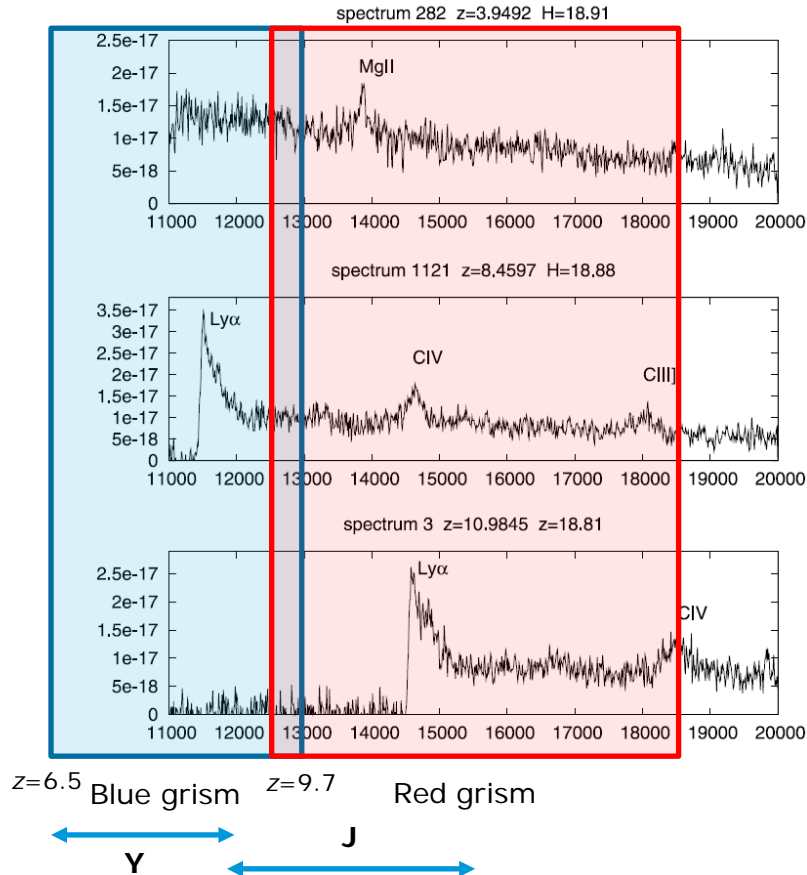 spectrum 282 z=3.9492 H=18.91
2.5e-17
2e-17
1.5e-17
1e-17
5e-18
0
MgII
11000 12000 13000 14000 15000 16000 17000 18000 19000 20000
spectrum 1121 z=8.4597 H=18.88
3.5e-17
3e-17
2.5e-17
2e-17
1.5e-17
1e-17
5e-18
0
Lyα
CIV
CIII]
11000 12000 13000 14000 15000 16000 17000 18000 19000 20000
spectrum 3 z=10.9845 z=18.81
2.5e-17
2e-17
1.5e-17
1e-17
5e-18
0
Lyα
CIV
11000 12000 13000 14000 15000 16000 17000 18000 19000 20000
z=6.5 Blue grism z=9.7 Red grism
Y
J